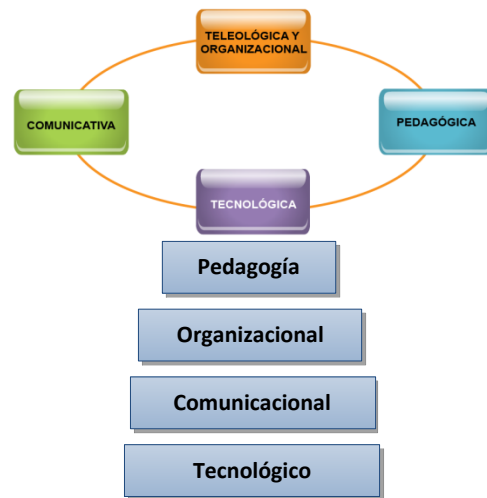 TELEOLÓGICA Y
ORGANIZACIONAL
COMUNICATIVA
PEDAGÓGICA
TECNOLÓGICA
Pedagogía
Organizacional
Comunicacional
Tecnológico